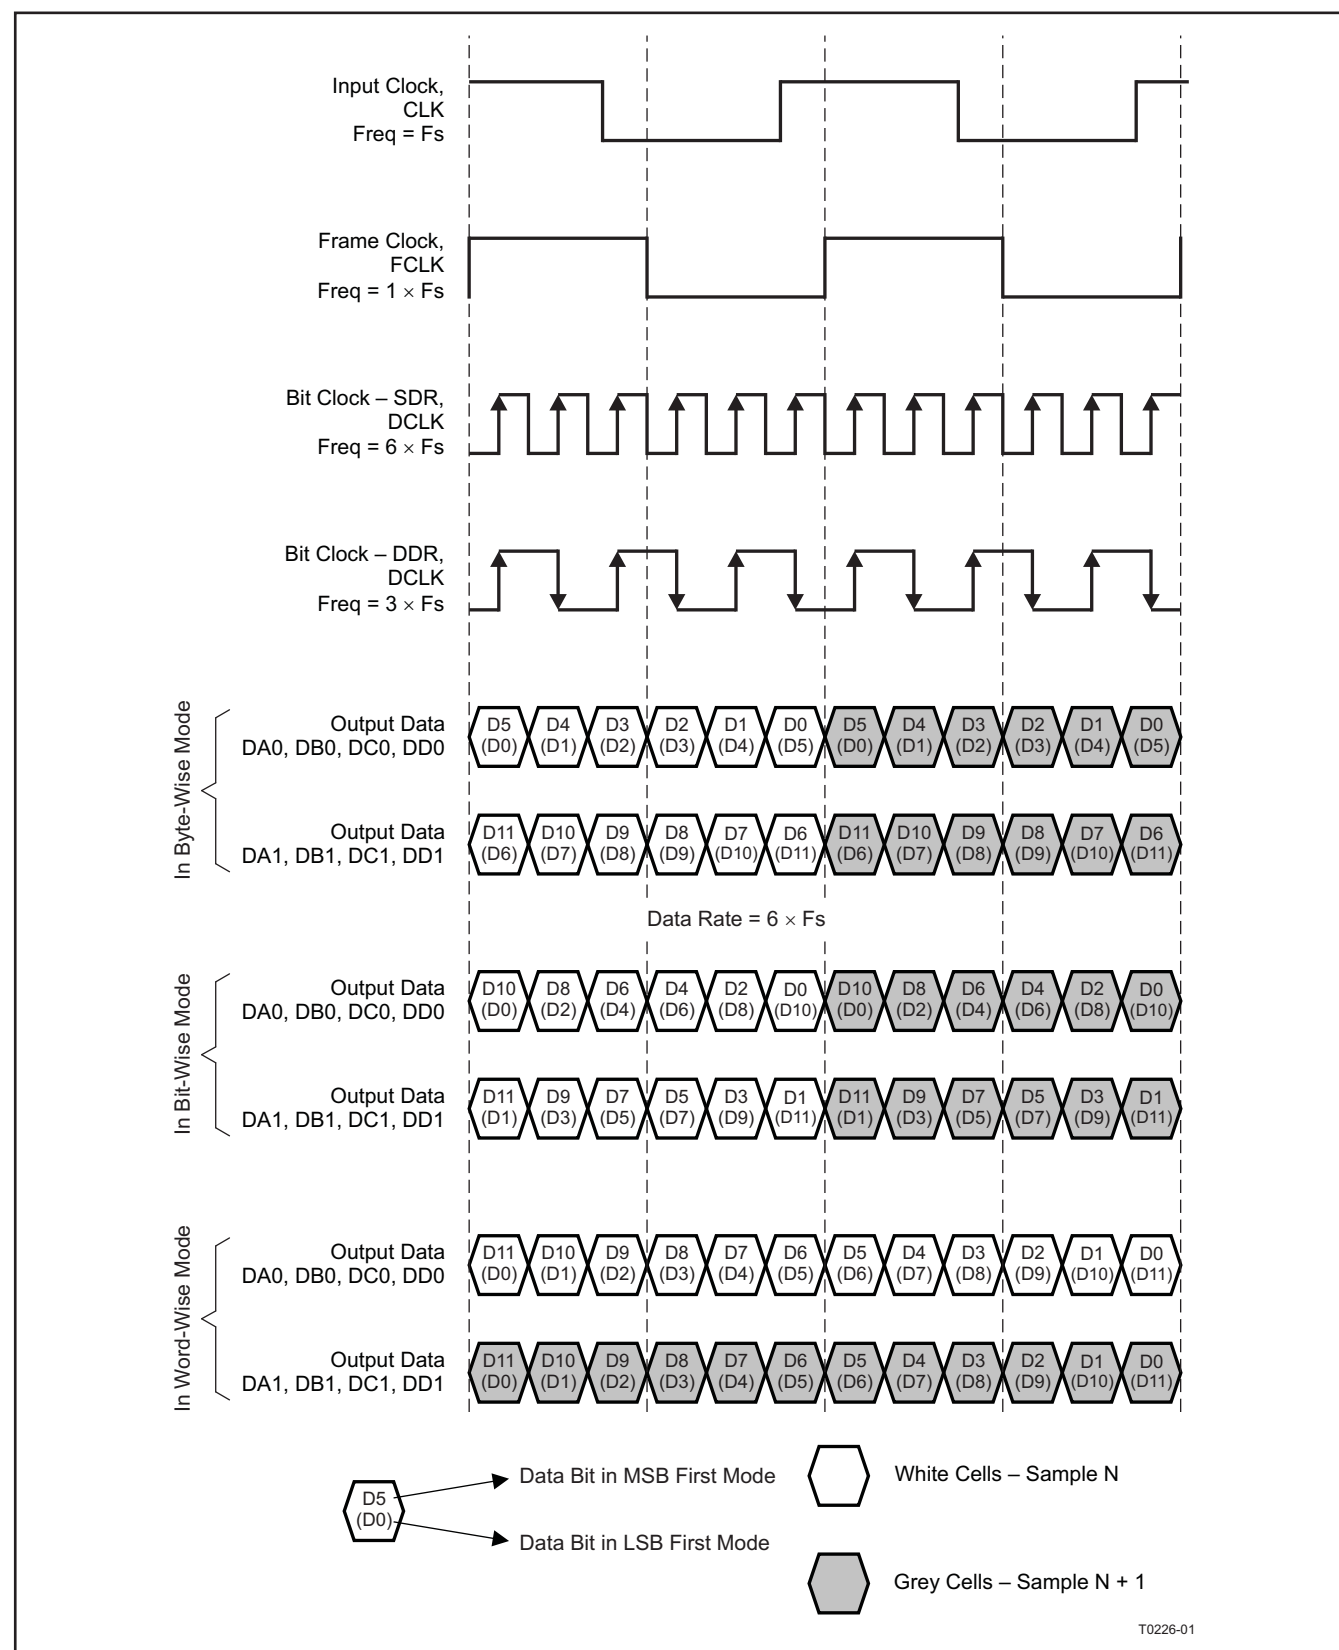 Input Clock,
CLK
Freq = Fs
Frame Clock,
FCLK
Freq = 1 × Fs
Bit Clock – SDR,
DCLK
Freq = 6 × Fs
Bit Clock – DDR,
DCLK
Freq = 3 × Fs
In Byte-Wise Mode
Output Data
DA0, DB0, DC0, DD0
D5 D4 D3 D2 D1 D0 D5 D4 D3 D2 D1 D0
(D0) (D1) (D2) (D3) (D4) (D5) (D0) (D1) (D2) (D3) (D4) (D5)
Output Data
DA1, DB1, DC1, DD1
D11 D10 D9 D8 D7 D6 D11 D10 D9 D8 D7 D6
(D6) (D7) (D8) (D9) (D10) (D11) (D6) (D7) (D8) (D9) (D10) (D11)
Data Rate = 6 × Fs
In Bit-Wise Mode
Output Data
DA0, DB0, DC0, DD0
D10 D8 D6 D4 D2 D0 D10 D8 D6 D4 D2 D0
(D0) (D2) (D4) (D6) (D8) (D10) (D0) (D2) (D4) (D6) (D8) (D10)
Output Data
DA1, DB1, DC1, DD1
D11 D9 D7 D5 D3 D1 D11 D9 D7 D5 D3 D1
(D1) (D3) (D5) (D7) (D9) (D11) (D1) (D3) (D5) (D7) (D9) (D11)
In Word-Wise Mode
Output Data
DA0, DB0, DC0, DD0
D11 D10 D9 D8 D7 D6 D5 D4 D3 D2 D1 D0
(D0) (D1) (D2) (D3) (D4) (D5) (D6) (D7) (D8) (D9) (D10) (D11)
Output Data
DA1, DB1, DC1, DD1
D11 D10 D9 D8 D7 D6 D5 D4 D3 D2 D1 D0
(D0) (D1) (D2) (D3) (D4) (D5) (D6) (D7) (D8) (D9) (D10) (D11)
D5
(D0)
Data Bit in MSB First Mode
Data Bit in LSB First Mode
White Cells – Sample N
Grey Cells – Sample N + 1
T0226-01